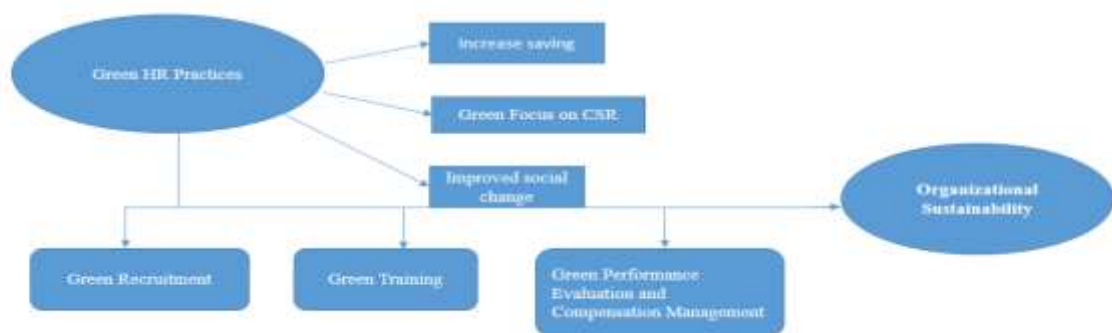 Increase saving
Green HR Practices
Green Focus on CSR
Improved social
change
Organizational
Sustainability
Green Recruitment
Green Training
Green Performance
Evaluation and
Compensation Management